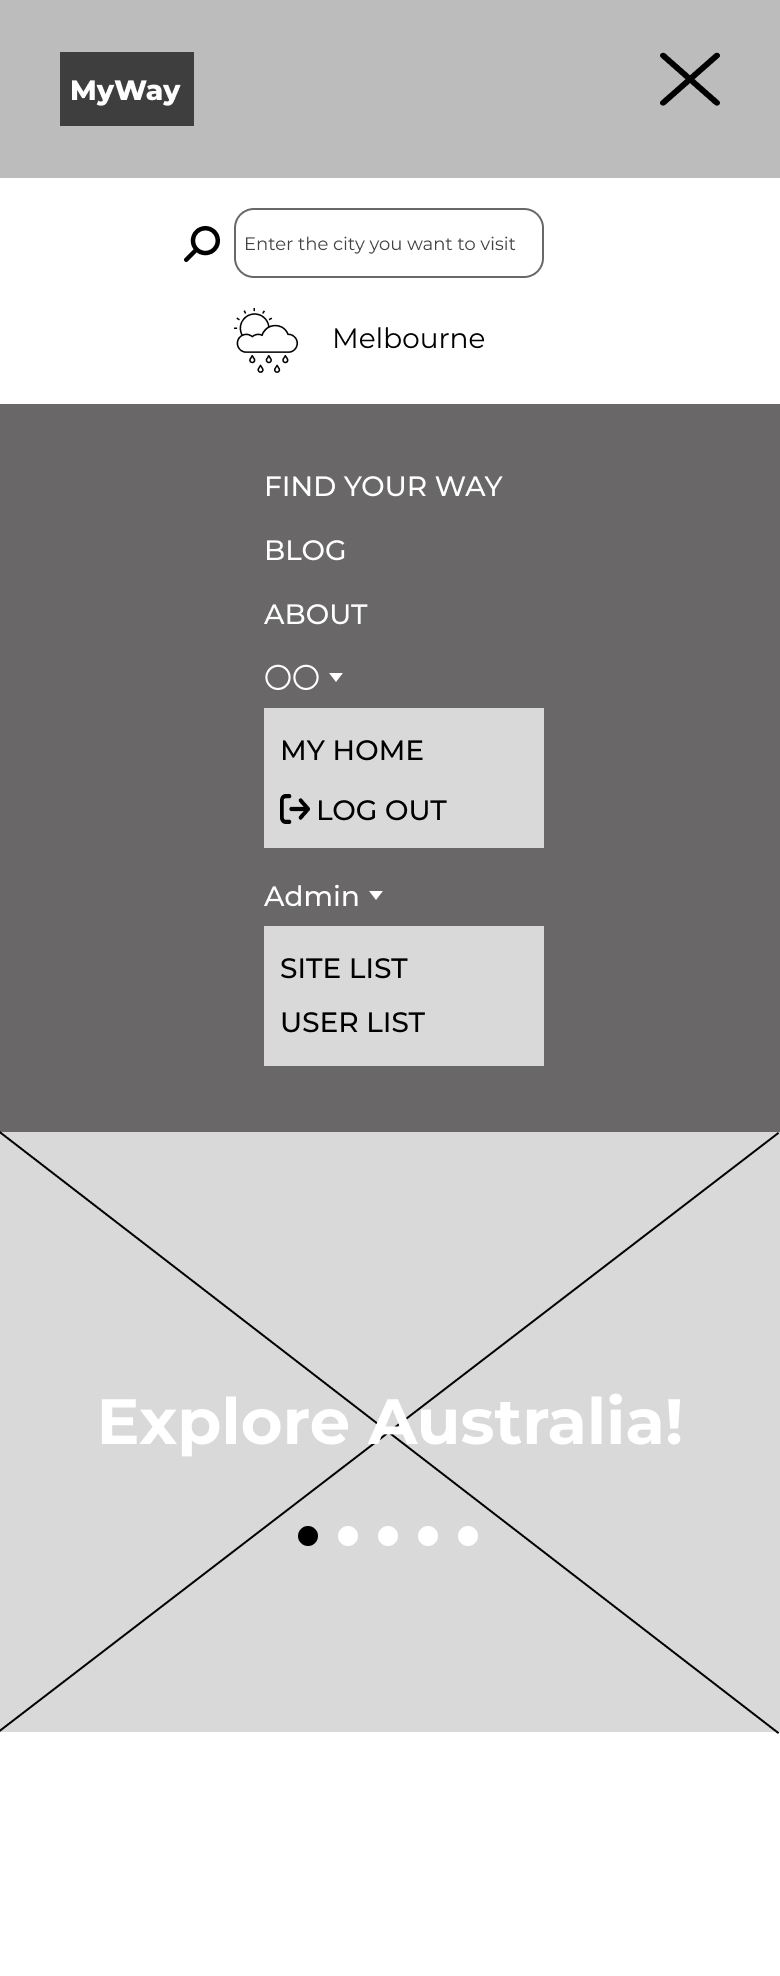 MyWay
Enter the city you want to visit
Melbourne
FIND YOUR WAY
BLOG
ABOUT
〇〇
MY HOME
LOG OUT
Admin
SITE LIST
USER LIST
Explore Australia!